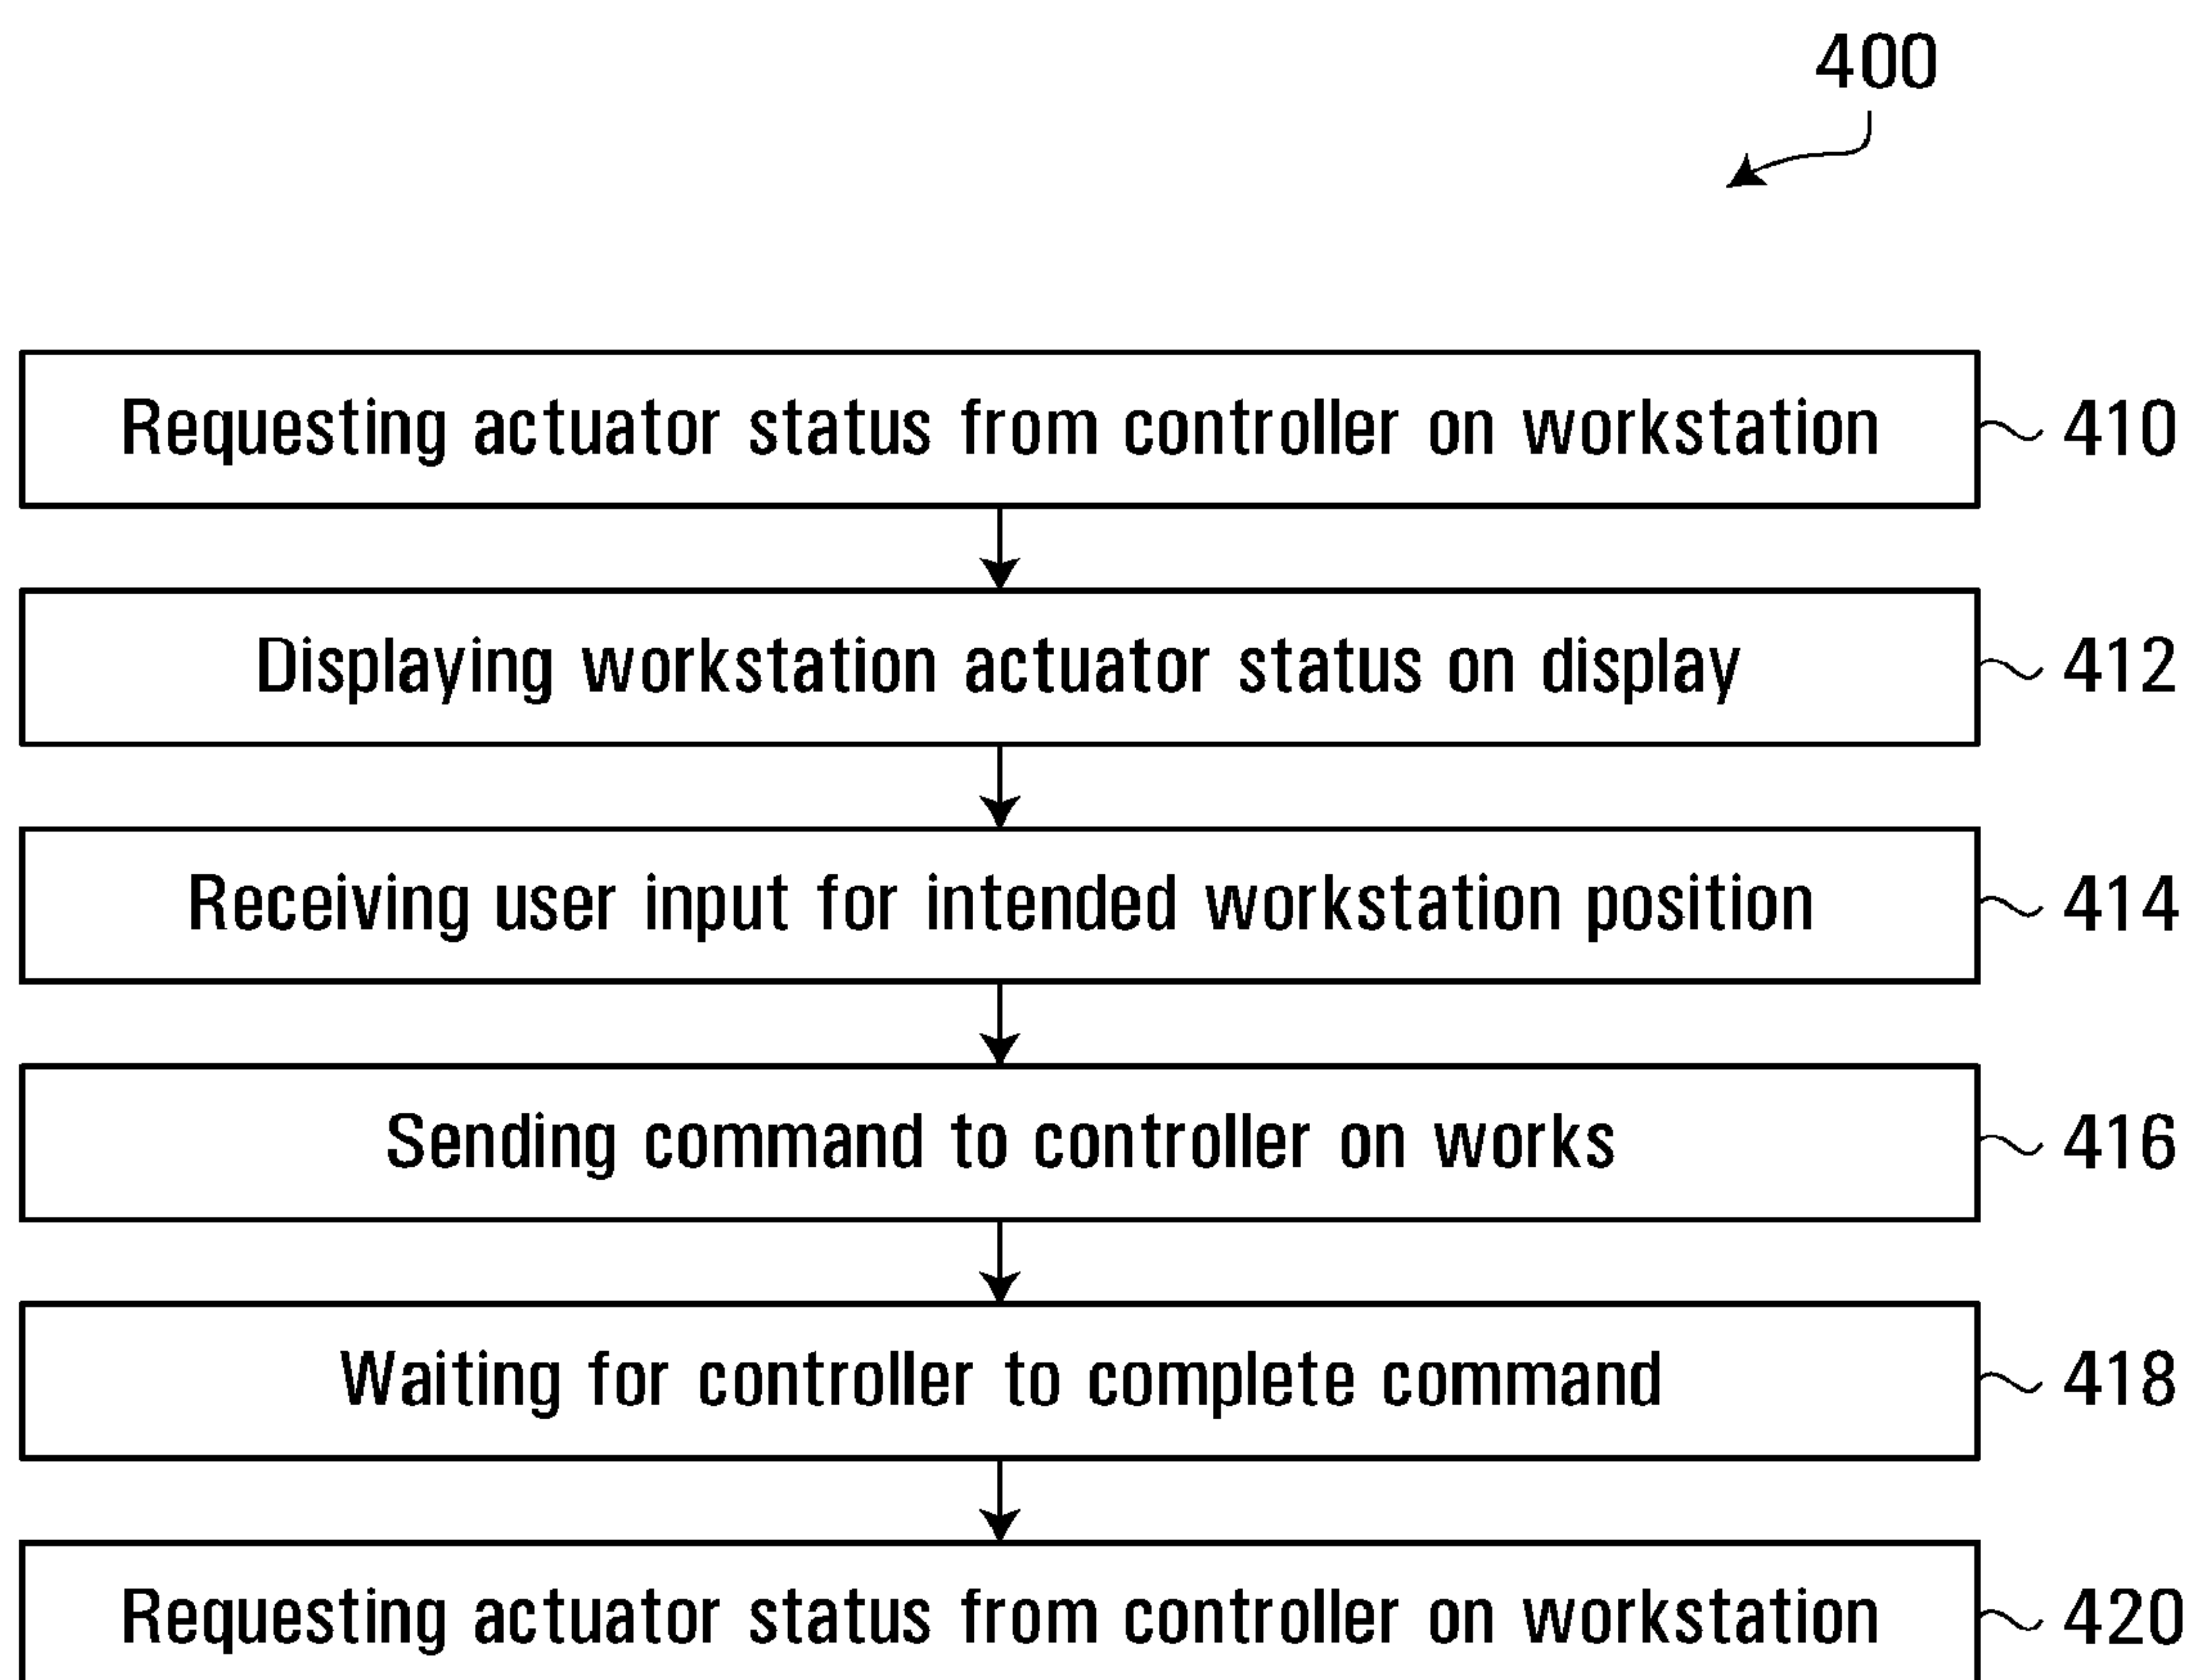 400
Requesting actuator status from controller on workstation 410
Displaying workstation actuator status on display 412
Receiving user input for intended workstation position 414
Sending command to controller on works 416
Waiting for controller to complete command 418
Requesting actuator status from controller on workstation 420